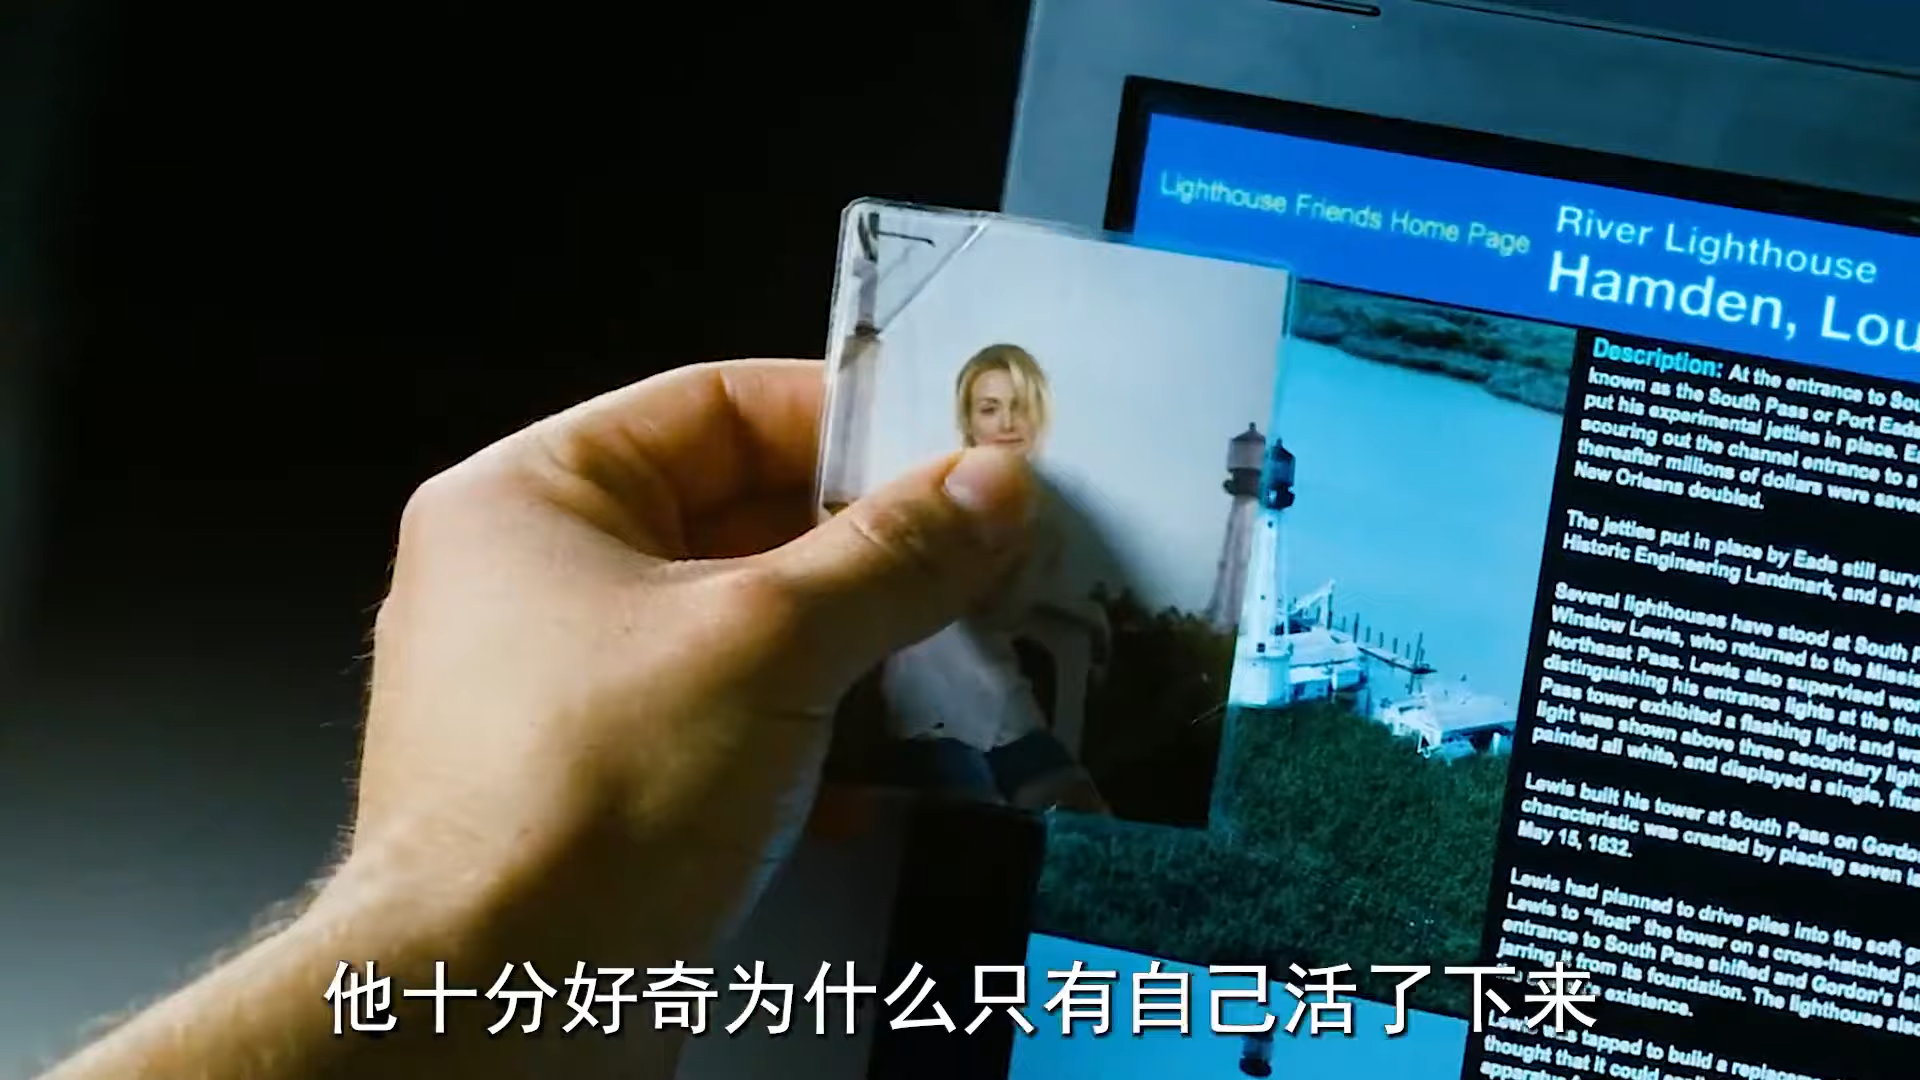 Lighthouse Friends Home Page
River Lighthouse
Hamden, Lou
Description: At the entrance to Sou
known as the South Pass or Port Eads
put his experimental jetties in place. E
scouring out the channel entrance to a
thereafter millions of dollars were saved
New Orleans doubled.
The jetties put in place by Eads still surv
Historic Engineering Landmark, and a pla
Several lighthouses have stood at South P
Winslow Lewis, who returned to the Missis
Northeast Pass. Lewis also supervised wor
distinguishing his entrance lights at the thr
Pass tower exhibited a flashing light and we
light was shown above three secondary ligh
painted all white, and displayed a single, fixe
Lewis built his tower at South Pass on Gordo
characteristic was created by placing seven la
May 15, 1832.
Lewis had planned to drive piles into the soft g
Lewis to "float" the tower on a cross-hatched p
entrance to South Pass shifted and Gordon's Isl
jarring it from its foundation. The lighthouse also
existence.
Lewis was tapped to build a replacem
thought that it could
他十分好奇为什么只有自己活了下来